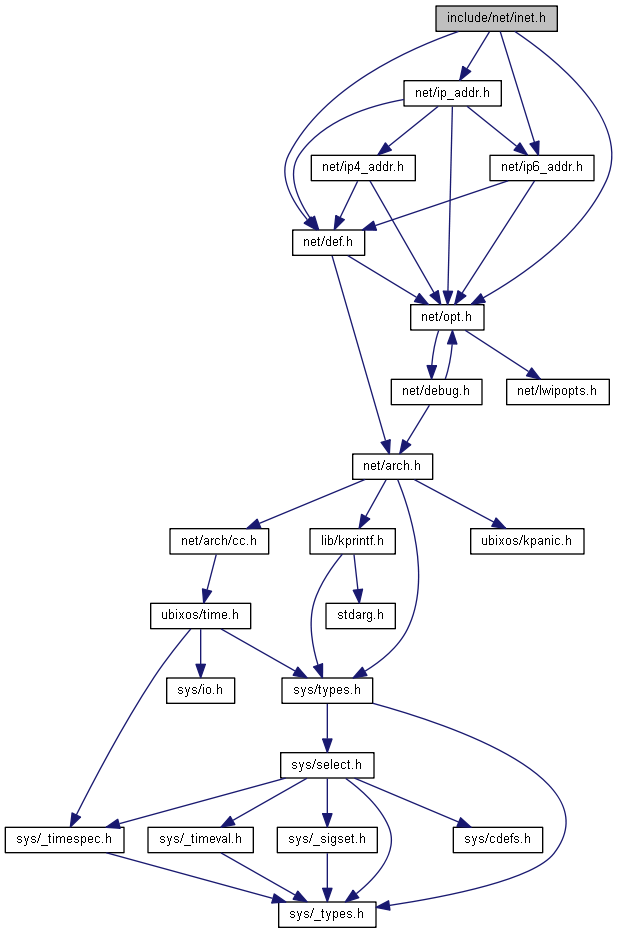 include/net/inet.h
net/ip_addr.h
net/ip4_addr.h
net/ip6_addr.h
net/def.h
net/opt.h
net/debug.h
net/lwipopts.h
net/arch.h
net/arch/cc.h
lib/kprintf.h
ubixos/kpanic.h
ubixos/time.h
stdarg.h
sys/io.h
sys/types.h
sys/select.h
sys/_timespec.h
sys/_timeval.h
sys/_sigset.h
sys/cdefs.h
sys/_types.h